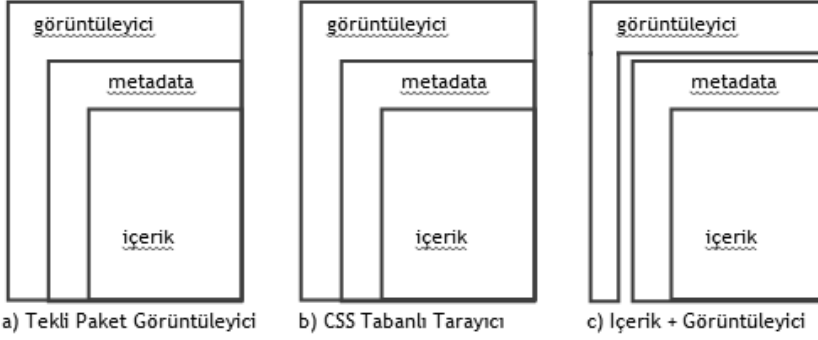 görüntüleyici
metadata
içerik
a) Tekli Paket Görüntüleyici
görüntüleyici
metadata
içerik
b) CSS Tabanlı Tarayıcı
görüntüleyici
metadata
içerik
c) Içerik + Görüntüleyici